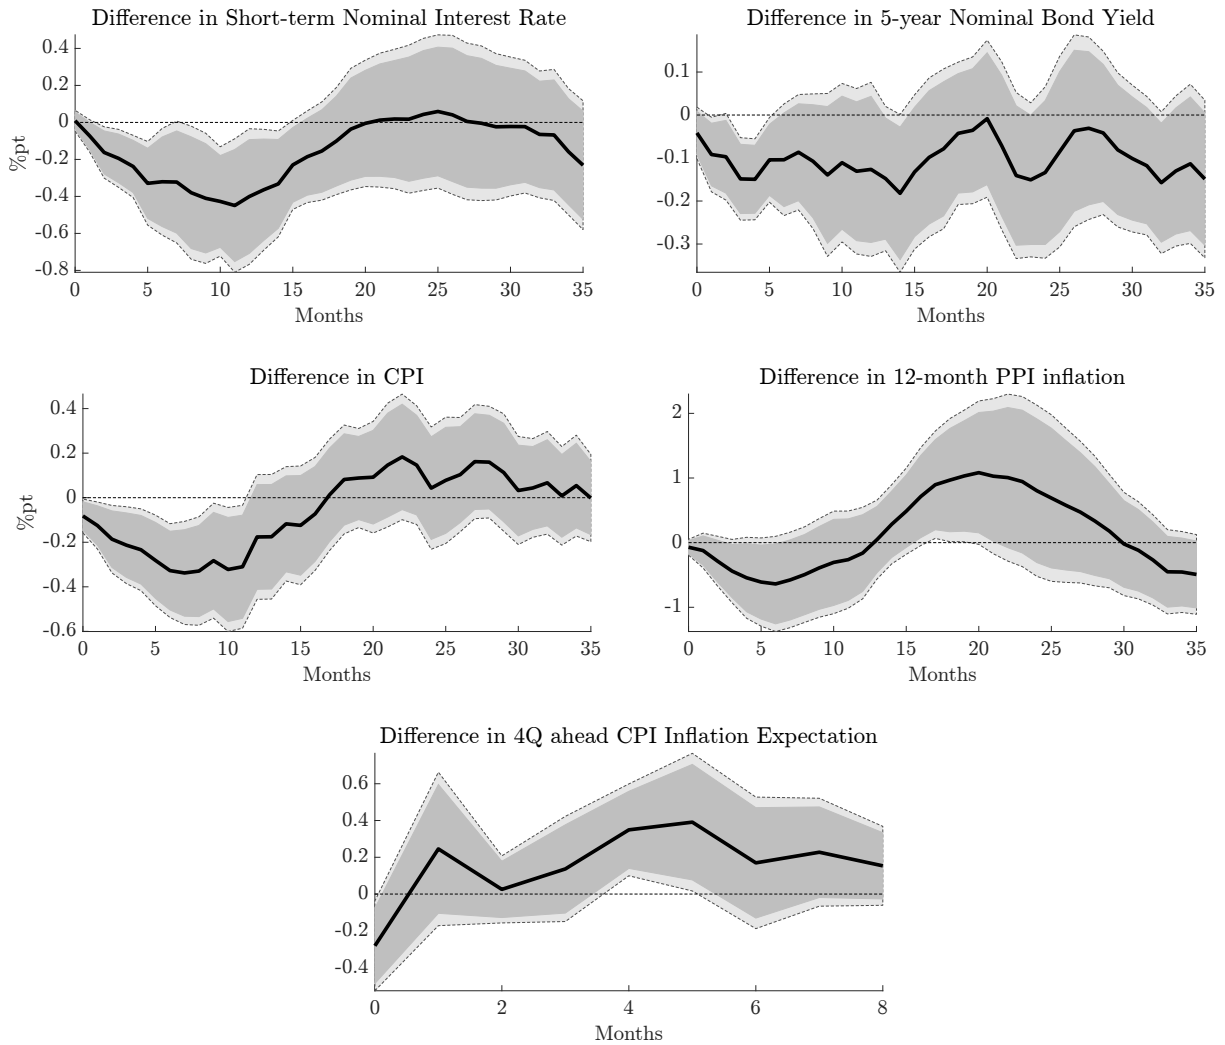 Difference in Short-term Nominal Interest Rate
%pt
0.4
0.2
0
-0.2
-0.4
-0.6
-0.8
0 5 10 15 20 25 30 35
Months
Difference in 5-year Nominal Bond Yield
0.1
0
-0.1
-0.2
-0.3
0 5 10 15 20 25 30 35
Months
Difference in CPI
%pt
0.4
0.2
0
-0.2
-0.4
-0.6
0 5 10 15 20 25 30 35
Months
Difference in 12-month PPI inflation
2
1
0
-1
0 5 10 15 20 25 30 35
Months
Difference in 4Q ahead CPI Inflation Expectation
0.6
0.4
0.2
0
-0.2
-0.4
0 2 4 6 8
Months